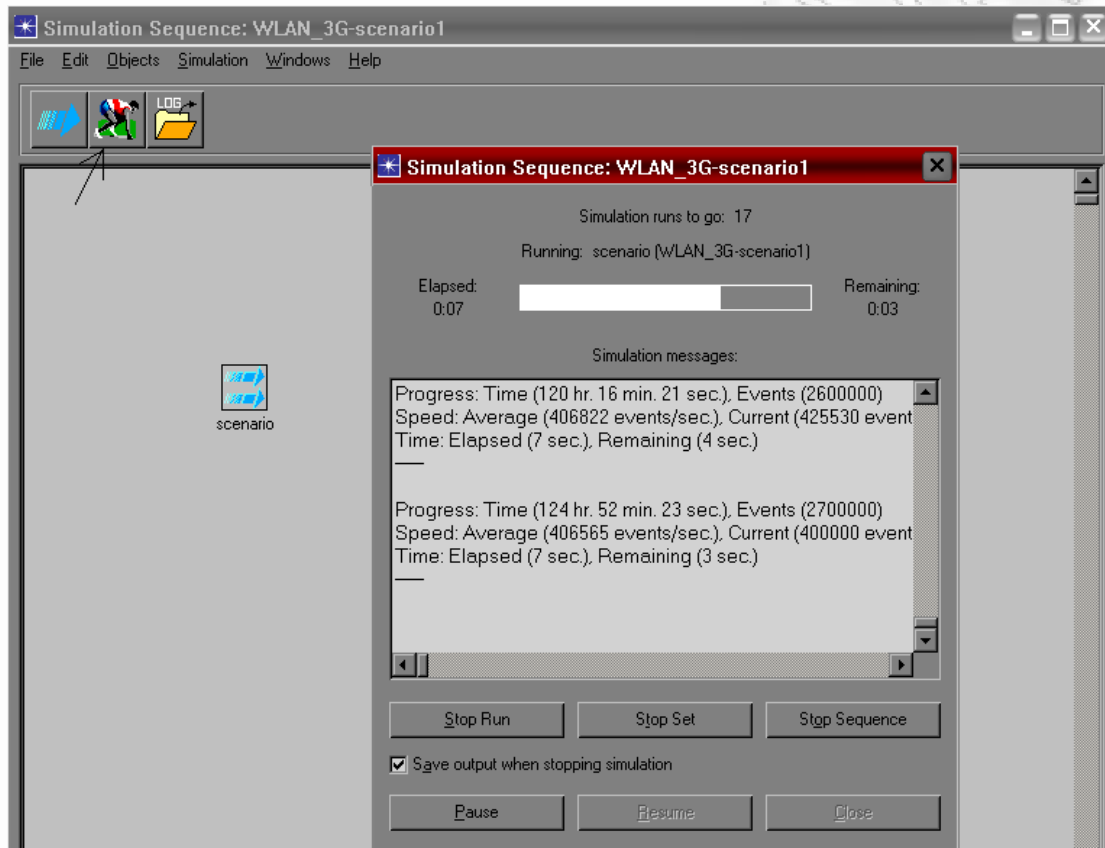 Simulation Sequence: WLAN_3G-scenario1
File Edit Objects Simulation Windows Help
LOG
scenario
Simulation Sequence: WLAN_3G-scenario1
Simulation runs to go: 17
Running: scenario (WLAN_3G-scenario1)
Elapsed:
0:07
Remaining:
0:03
Simulation messages:
Progress: Time (120 hr. 16 min. 21 sec.), Events (2600000)
Speed: Average (406822 events/sec.), Current (425530 event
Time: Elapsed (7 sec.), Remaining (4 sec.)
Progress: Time (124 hr. 52 min. 23 sec.), Events (2700000)
Speed: Average (406565 events/sec.), Current (400000 event
Time: Elapsed (7 sec.), Remaining (3 sec.)
Stop Run Stop Set Stop Sequence
Save output when stopping simulation
Pause Resume Close